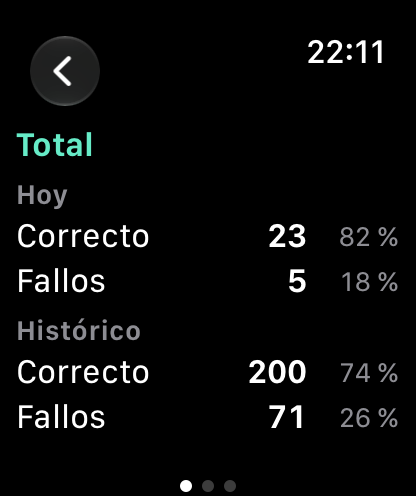 22:11
Total
Hoy
Correcto 23 82 %
Fallos 5 18 %
Histórico
Correcto 200 74 %
Fallos 71 26 %